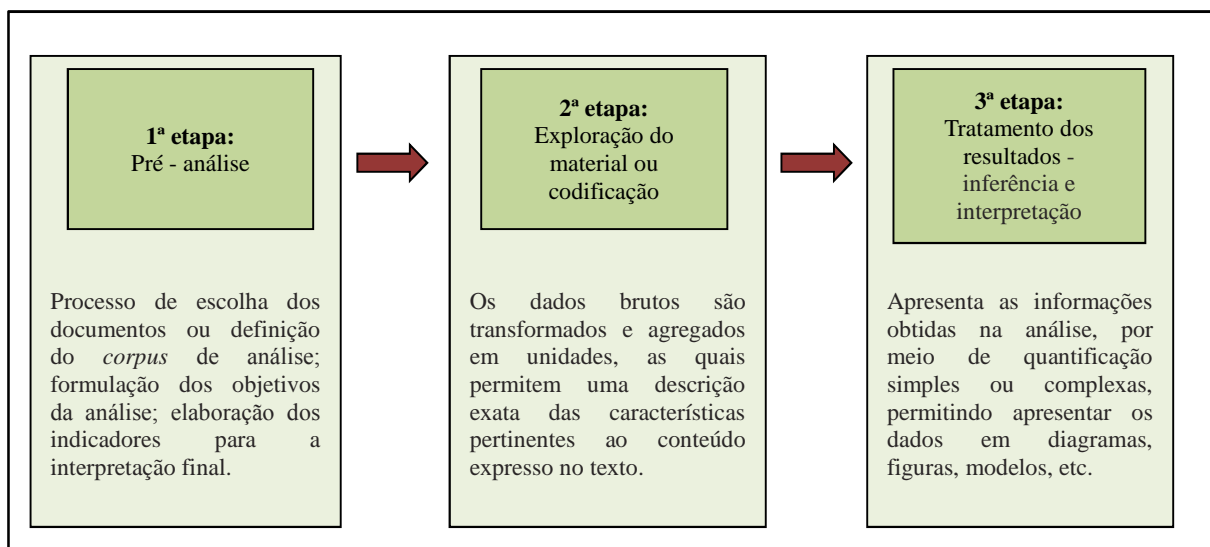 1ª etapa:
Pré - análise
Processo de escolha dos
documentos ou definição
do corpus de análise;
formulação dos objetivos
da análise; elaboração dos
indicadores para a
interpretação final.
2ª etapa:
Exploração do
material ou
codificação
Os dados brutos são
transformados e agregados
em unidades, as quais
permitem uma descrição
exata das características
pertinentes ao conteúdo
expresso no texto.
3ª etapa:
Tratamento dos
resultados -
inferência e
interpretação
Apresenta as informações
obtidas na análise, por
meio de quantificação
simples ou complexas,
permitindo apresentar os
dados em diagramas,
figuras, modelos, etc.